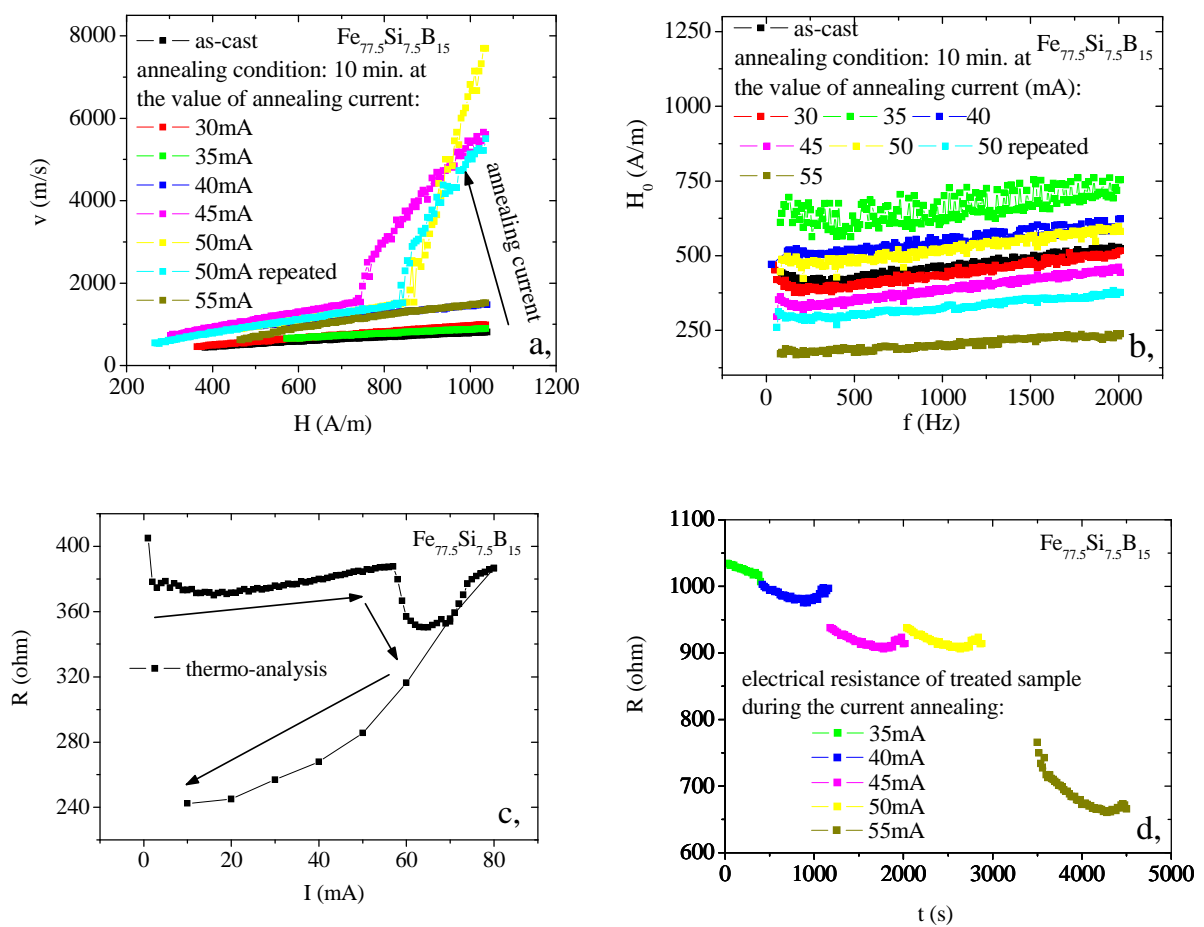 8000
6000
4000
2000
0
v (m/s)
as-cast
Fe77.5Si7.5B15
annealing condition: 10 min. at
the value of annealing current:
30mA
35mA
40mA
45mA
50mA
50mA repeated
55mA
annealing current
a,
200 400 600 800 1000 1200
H (A/m)
1250
1000
750
500
250
H0 (A/m)
as-cast
Fe77.5Si7.5B15
annealing condition: 10 min. at
the value of annealing current (mA):
30 35 40
45 50 50 repeated
55
b,
0 500 1000 1500 2000
f (Hz)
400
360
320
280
240
R (ohm)
Fe77.5Si7.5B15
thermo-analysis
c,
0 20 40 60 80
I (mA)
1100
1000
900
800
700
600
R (ohm)
Fe77.5Si7.5B15
electrical resistance of treated sample
during the current annealing:
35mA
40mA
45mA
50mA
55mA
d,
0 1000 2000 3000 4000 5000
t (s)